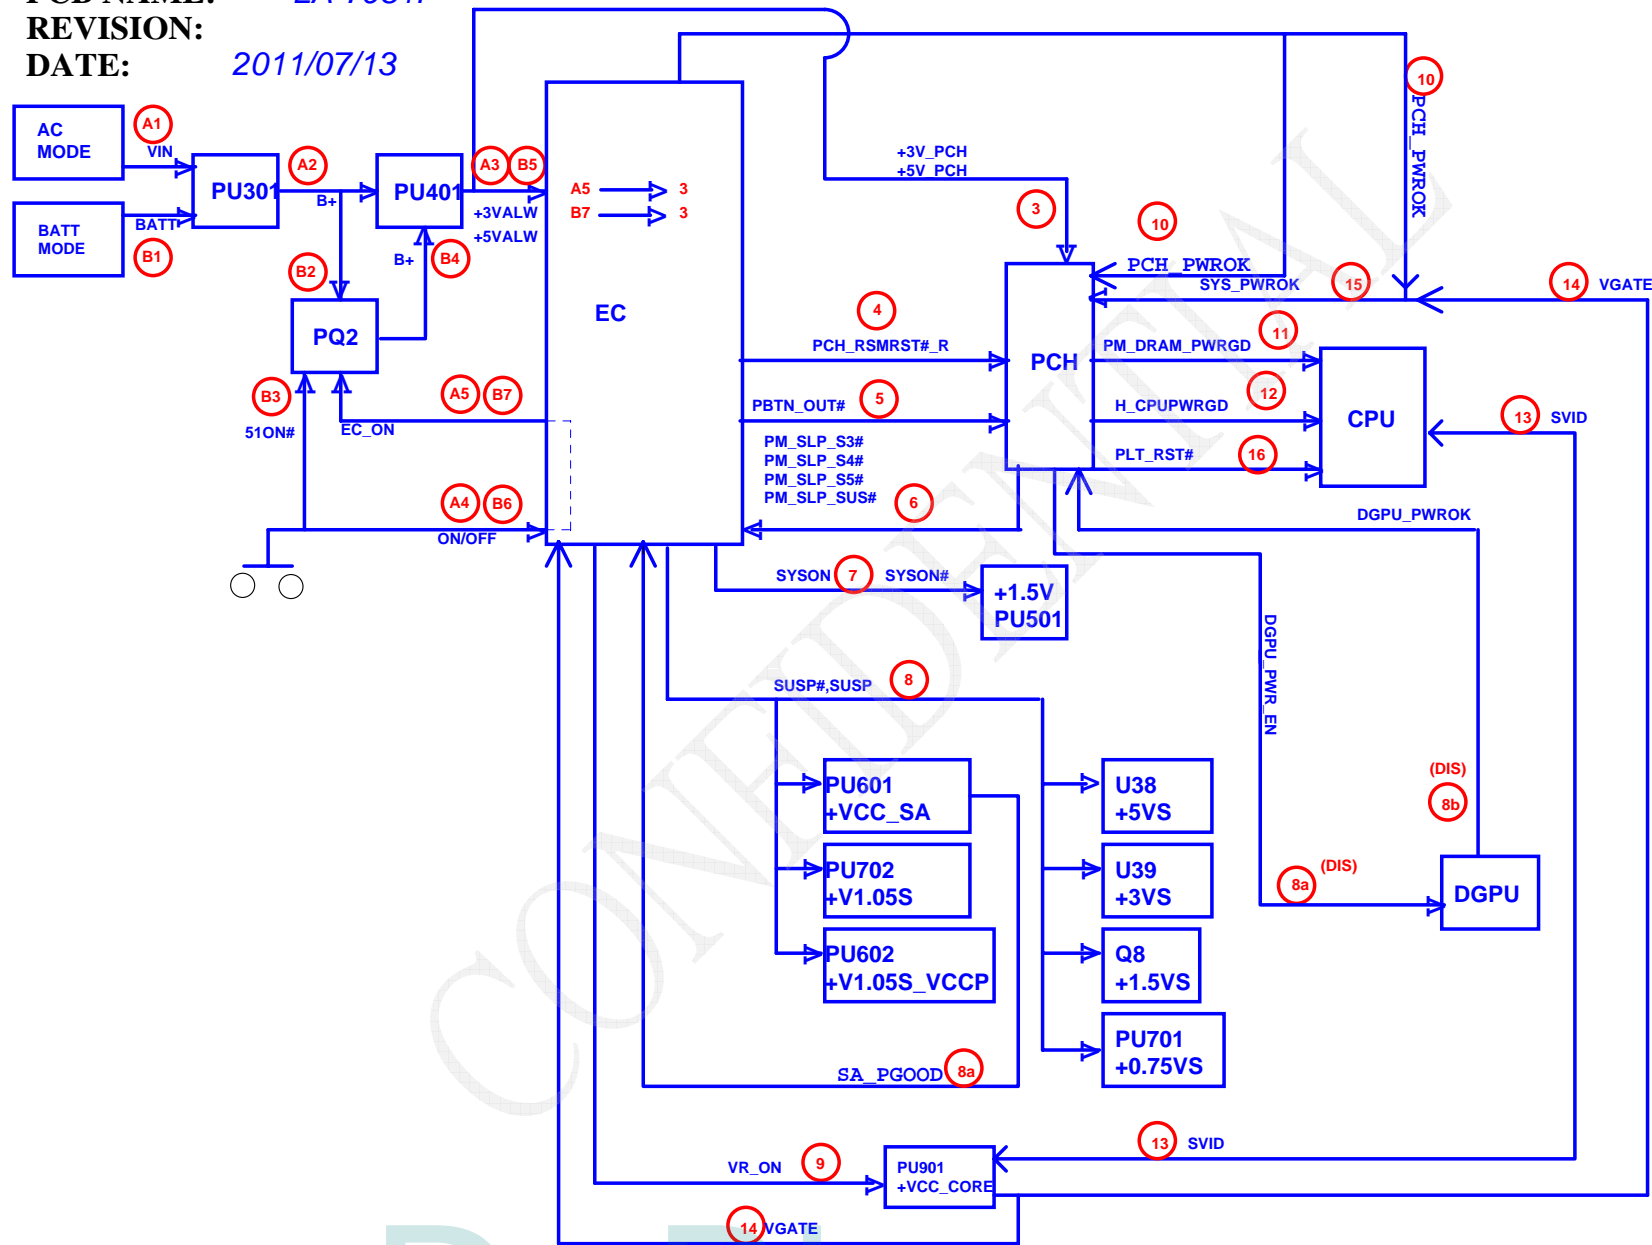 REVISION:
DATE: 2011/07/13
AC
MODE
A1
VIN
BATT
MODE
BATT
B1
PU301
A2
B+
PU401
A3
B5
+3VALW
+5VALW
B2
B+
B4
PQ2
B3
51ON#
EC_ON
A5
B7
A4
B6
ON/OFF
A5 3
B7 3
EC
+3V_PCH
+5V_PCH
3
10
PCH_PWROK
10
PCH_PWROK
SYS_PWROK
15
14
VGATE
4
PCH_RSMRST#_R
PCH
PM_DRAM_PWRGD
11
PBTN_OUT#
5
H_CPUPWRGD
12
CPU
13
SVID
PM_SLP_S3#
PM_SLP_S4#
PM_SLP_S5#
PM_SLP_SUS#
6
PLT_RST#
16
DGPU_PWROK
SYSON
7
SYSON#
+1.5V
PU501
DGPU_PWR_EN
SUSP#,SUSP
8
PU601
+VCC_SA
PU702
+V1.05S
PU602
+V1.05S_VCCP
U38
+5VS
U39
+3VS
Q8
+1.5VS
PU701
+0.75VS
(DIS)
8b
(DIS)
8a
DGPU
SA_PGOOD
8a
VR_ON
9
PU901
+VCC_CORE
13
SVID
14
VGATE
CONFIDENTIAL